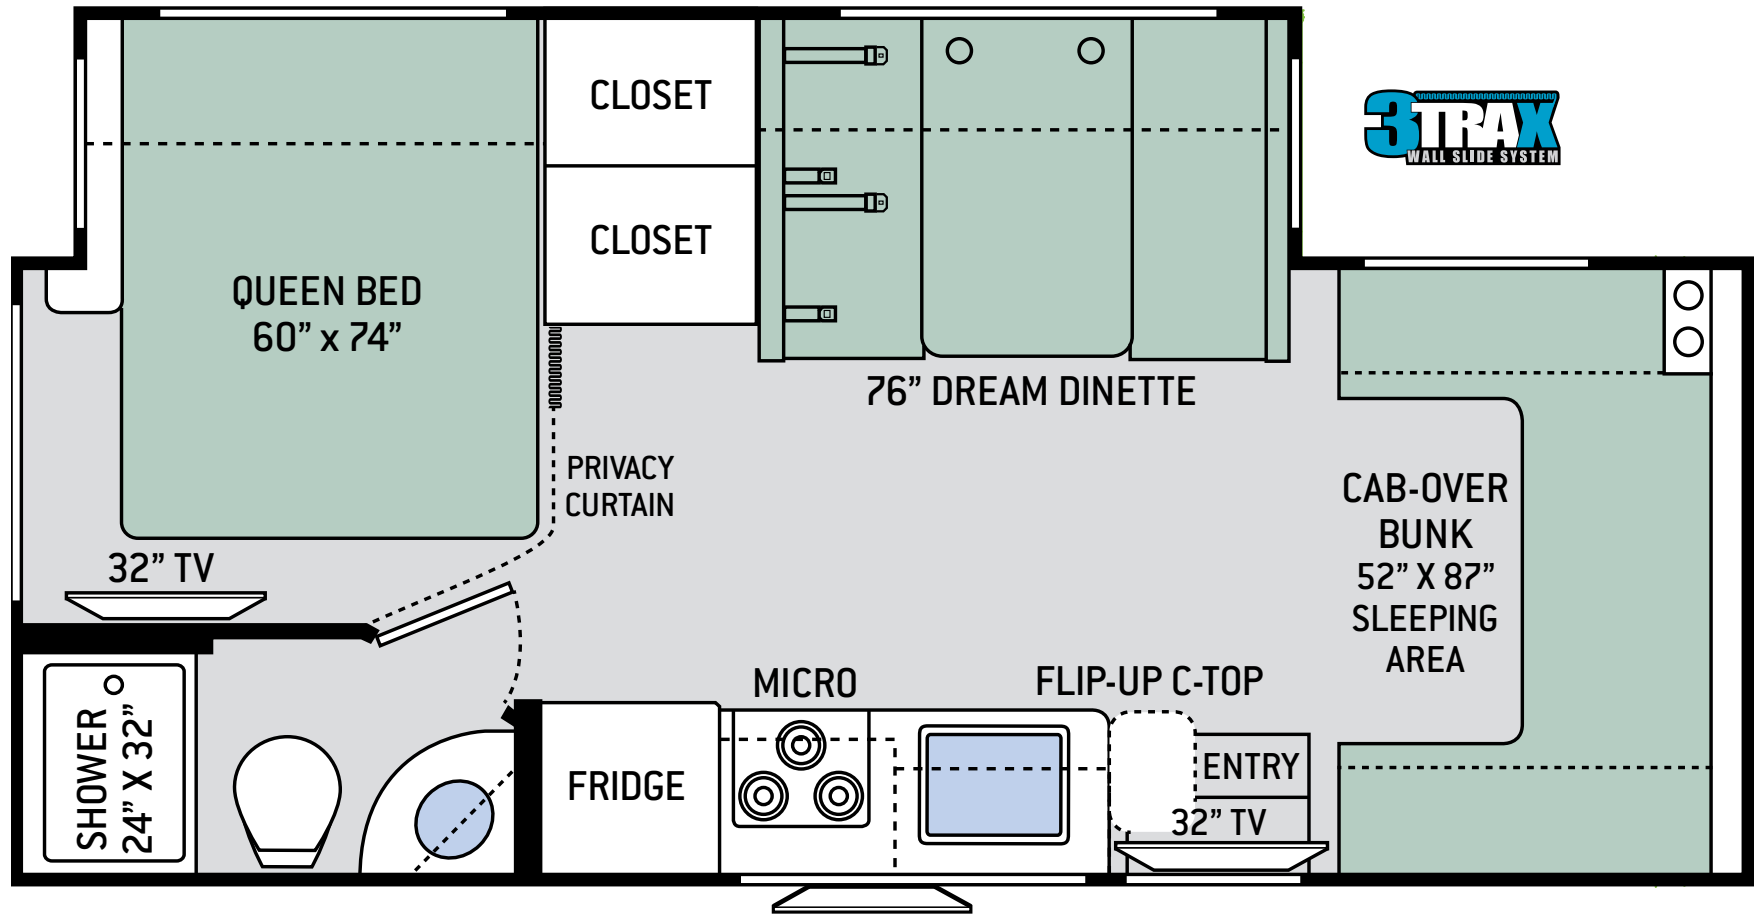 CLOSET
3TRAX
WALL SLIDE SYSTEM
CLOSET
QUEEN BED
60” x 74”
76” DREAM DINETTE
PRIVACY
CURTAIN
CAB-OVER
BUNK
52” X 87”
SLEEPING
AREA
32” TV
MICRO
FLIP-UP C-TOP
SHOWER
24” X 32”
FRIDGE
ENTRY
32” TV